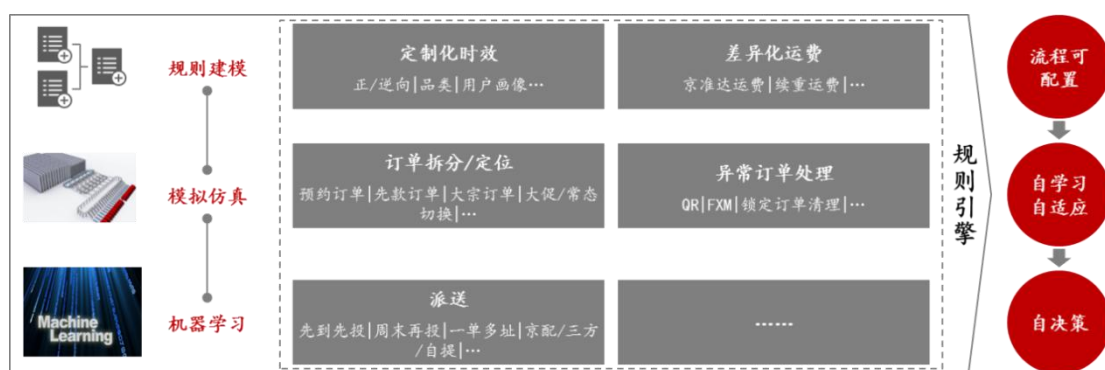 规则建模
定制化时效
正/逆向|品类|用户画像…
差异化运费
京准达运费|续重运费|…
模拟仿真
订单拆分/定位
预约订单|先款订单|大宗订单|大促/常态
切换|…
异常订单处理
QR|FXM|锁定订单清理|…
Machine
Learning
机器学习
派送
先到先投|周末再投|一单多址|京配/三方
/自提|…
……
规则引擎
流程可
配置
自学习
自适应
自决策